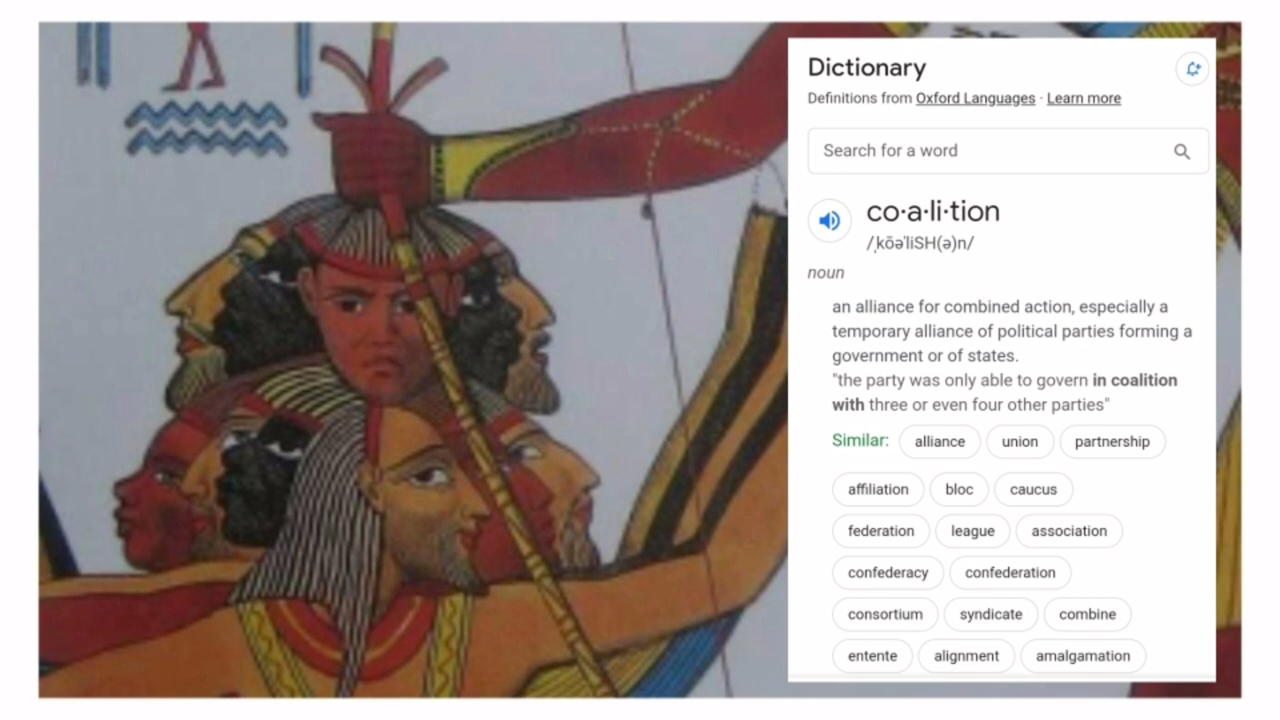 Dictionary
Definitions from Oxford Languages · Learn more
Search for a word
co·a·li·tion
/ˌkōəˈliSH(ə)n/
noun
an alliance for combined action, especially a
temporary alliance of political parties forming a
government or of states.
"the party was only able to govern in coalition
with three or even four other parties"
Similar: alliance union partnership
affiliation bloc caucus
federation league association
confederacy confederation
consortium syndicate combine
entente alignment amalgamation